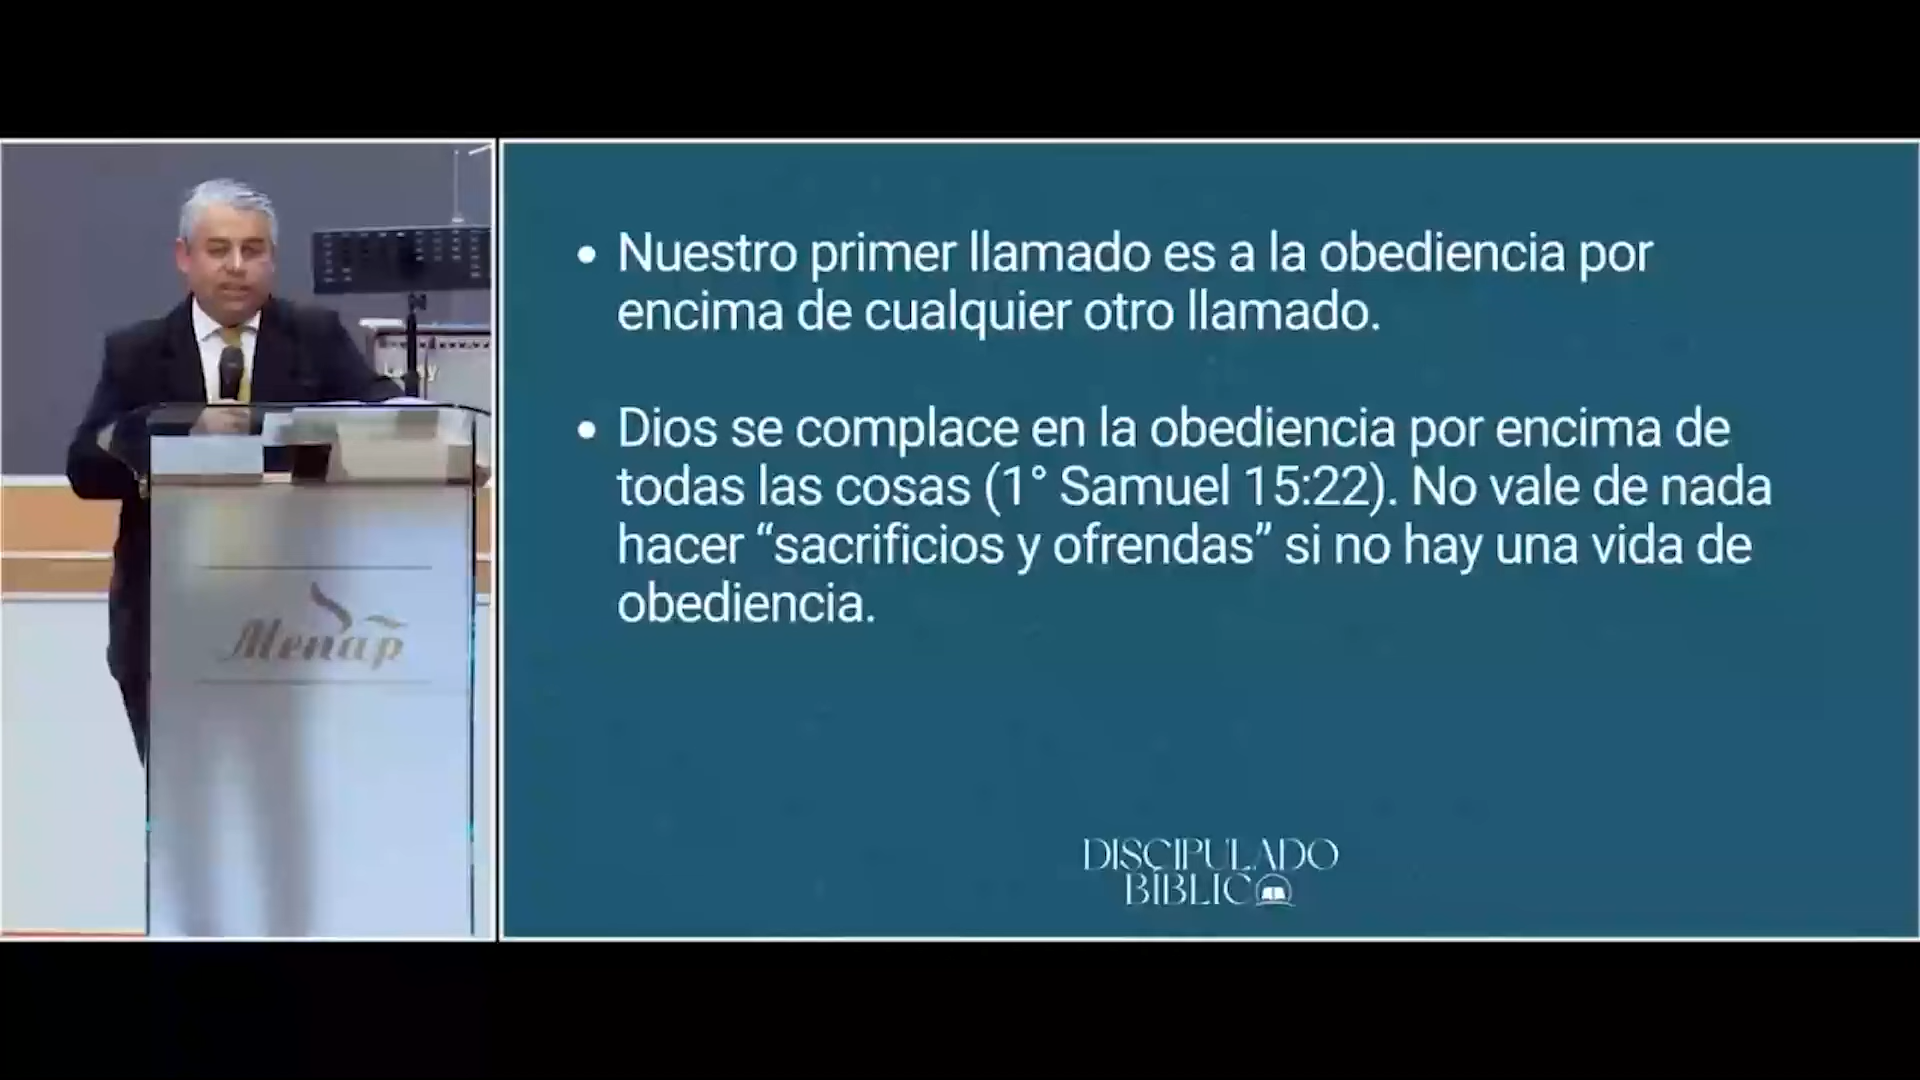 • Nuestro primer llamado es a la obediencia por
encima de cualquier otro llamado.
• Dios se complace en la obediencia por encima de
todas las cosas (1° Samuel 15:22). No vale de nada
hacer “sacrificios y ofrendas” si no hay una vida de
obediencia.
DISCIPULADO
BÍBLICO
Menap